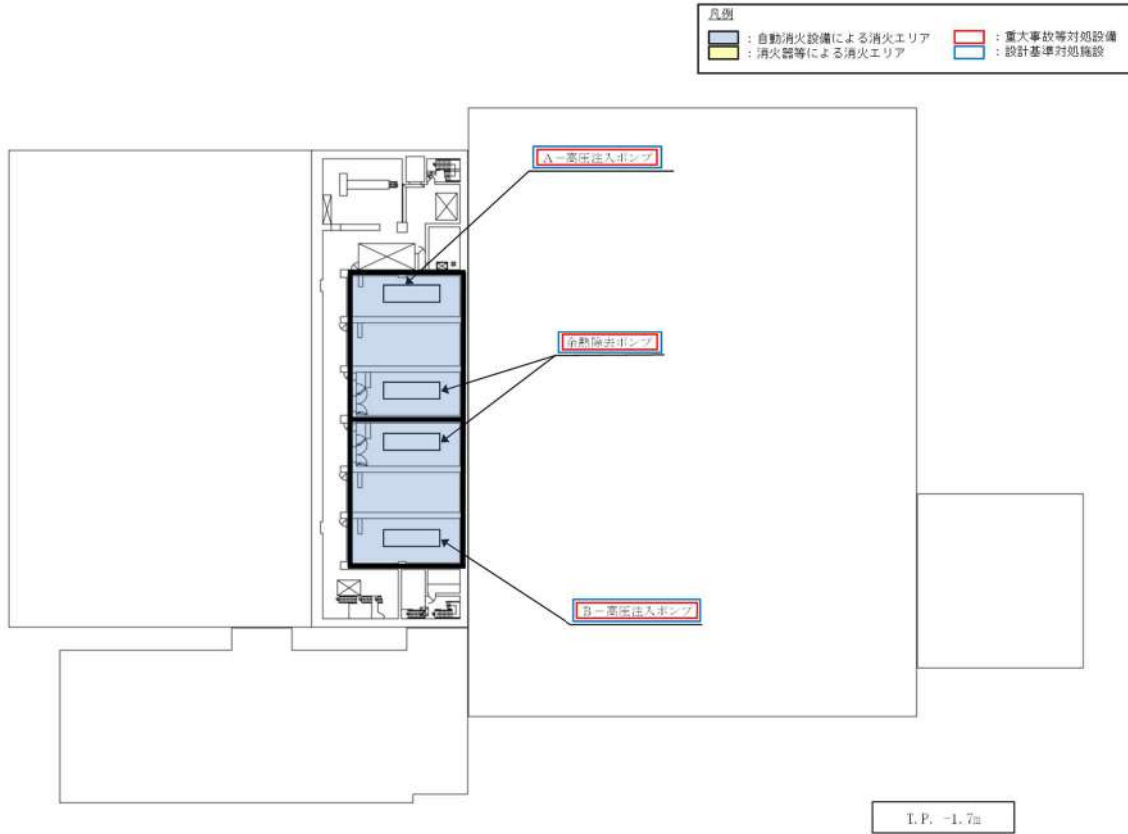 凡例
：自動消火設備による消火エリア
：重大事故等対処設備
：消火器等による消火エリア
：設計基準対処施設
A－高圧注入ポンプ
余熱除去ポンプ
B－高圧注入ポンプ
T.P. -1.7m